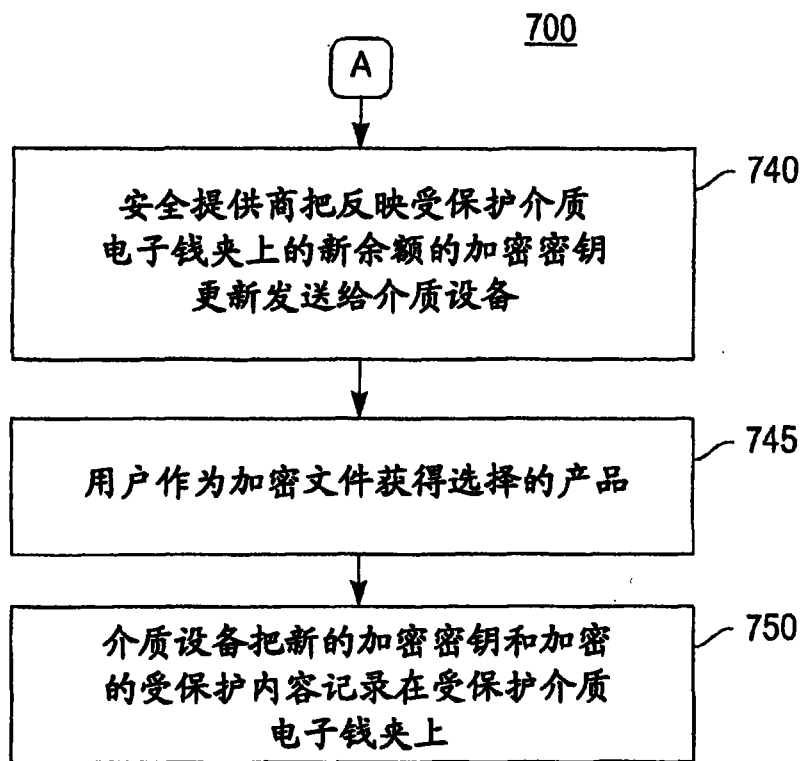 700
A
740
安全提供商把反映受保护介质
电子钱夹上的新余额的加密密钥
更新发送给介质设备
745
用户作为加密文件获得选择的产品
750
介质设备把新的加密密钥和加密
的受保护内容记录在受保护介质
电子钱夹上